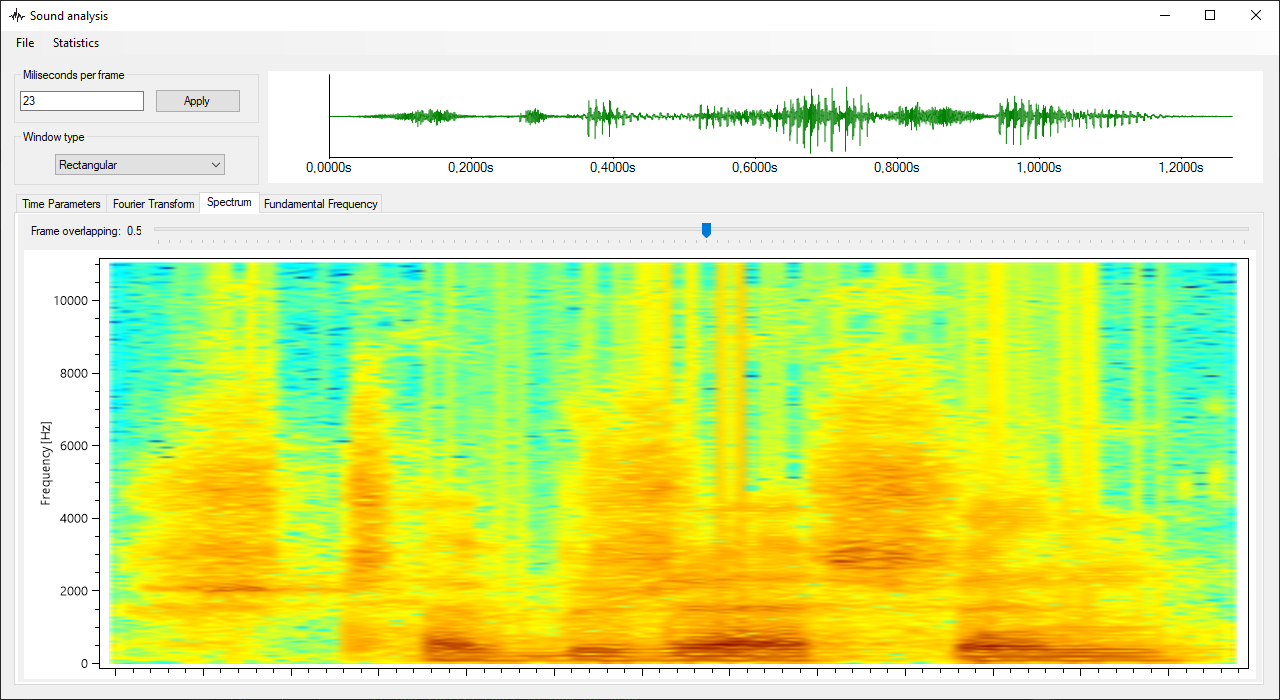 Sound analysis
File Statistics
Miliseconds per frame
23 Apply
Window type
Rectangular
0,0000s 0,2000s 0,4000s 0,6000s 0,8000s 1,0000s 1,2000s
Time Parameters Fourier Transform Spectrum Fundamental Frequency
Frame overlapping: 0.5
10000
8000
6000
Frequency[Hz]
4000
2000
0